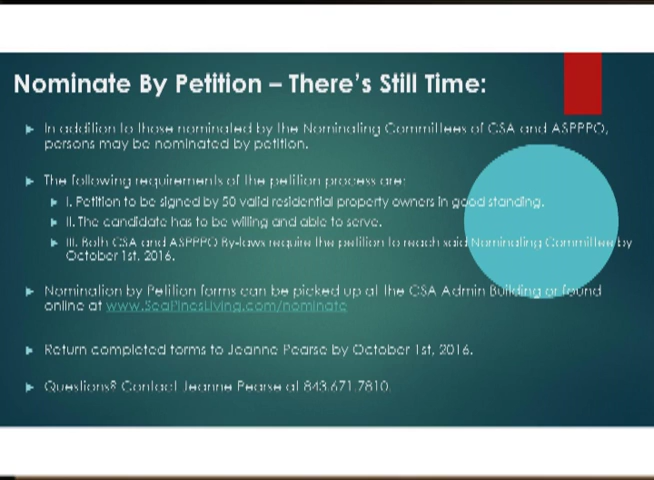 Nominate By Petition – There's Still Time:
In addition to those nominated by the Nominating Committees of CSA and ASPPPO,
persons may be nominated by petition.
The following requirements of the petition process are:
I. Petition to be signed by 50 valid residential property owners in good standing.
II. The candidate has to be willing and able to serve.
III. Both CSA and ASPPPO By-laws require the petition to reach said Nominating Committee by
October 1st, 2016.
Nomination by Petition forms can be picked up at the CSA Admin Building or found
online at www.SeaPinesLiving.com/nominate
Return completed forms to Jeanne Pearse by October 1st, 2016.
Questions? Contact Jeanne Pearse at 843.671.7810.